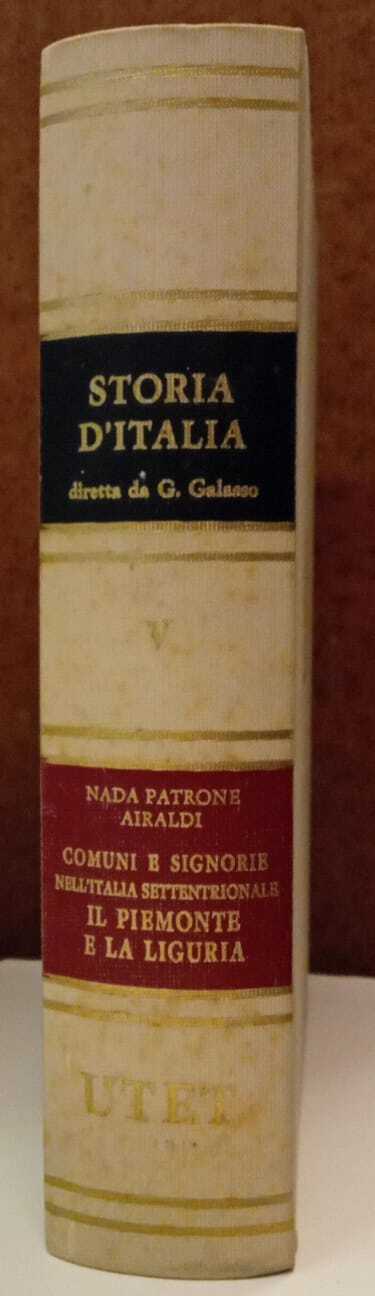 STORIA
D'ITALIA
diretta da G. Galasso
V
NADA PATRONE
AIRALDI
COMUNI E SIGNORIE
NELL'ITALIA SETTENTRIONALE
IL PIEMONTE
E LA LIGURIA
UTET